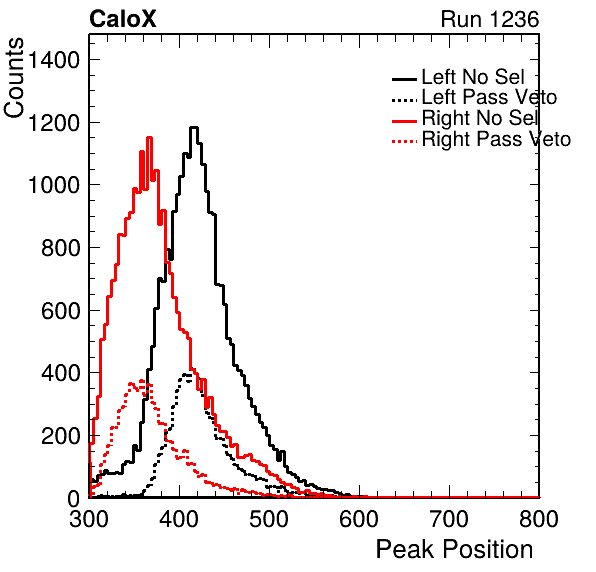 CaloX Run 1236
Counts
1400
1200
1000
800
600
400
200
0
Left No Sel
Left Pass Veto
Right No Sel
Right Pass Veto
300 400 500 600 700 800
Peak Position